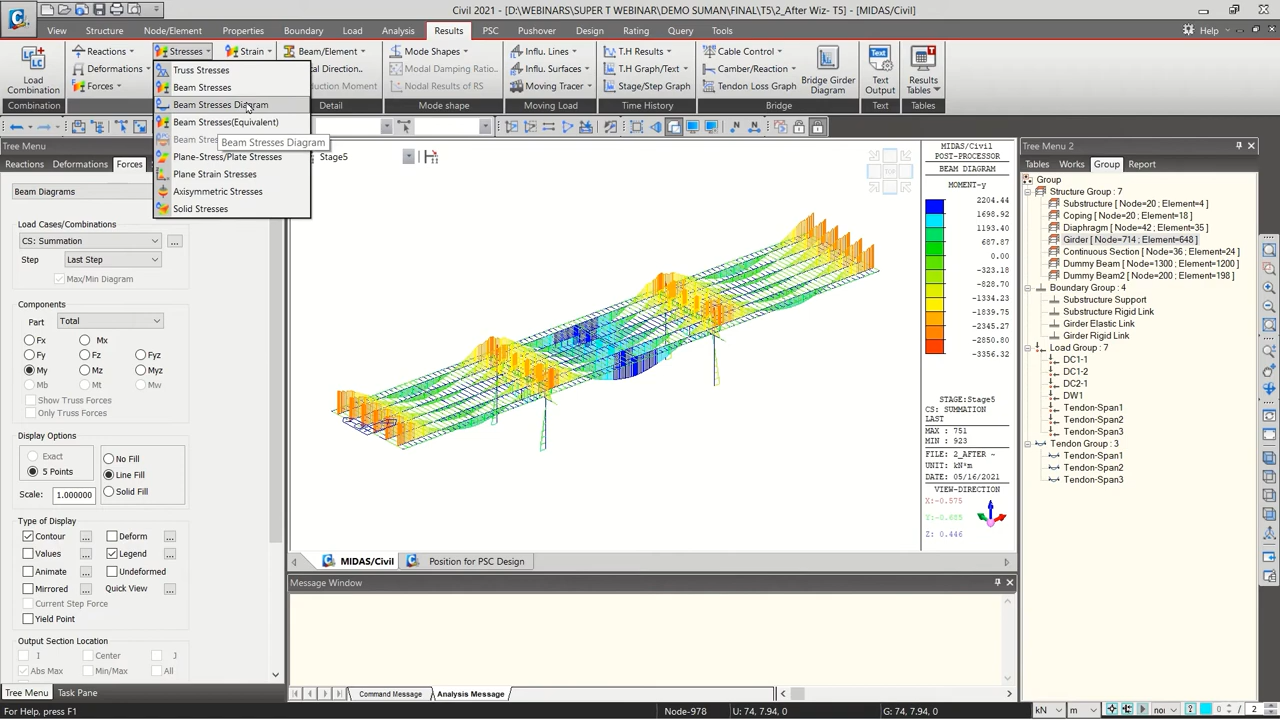 Civil 2021 - [D:\WEBINARS\SUPER T WEBINAR\DEMO SUMAN\FINAL\T5\2_After Wiz- T5] - [MIDAS/Civil]
View Structure Node/Element Properties Boundary Load Analysis Results PSC Pushover Design Rating Query Tools Help
Reactions Stresses Strain Beam/Element Mode Shapes Influ. Lines T.H Results Cable Control
Load Combination Deformations Modal Damping Ratio Influ. Surfaces T.H Graph/Text Camber/Reaction Bridge Girder Diagram Text Output Results Tables
Forces Nodal Results of RS Moving Tracer Stage/Step Graph Tendon Loss Graph
Combination Detail Mode shape Moving Load Time History Bridge Text Tables
Truss Stresses
Beam Stresses
Beam Stresses Diagram
Beam Stresses(Equivalent)
Beam Stresses Diagram
Plane-Stress/Plate Stresses
Plane Strain Stresses
Axisymmetric Stresses
Solid Stresses
Tree Menu
Reactions Deformations Forces
Beam Diagrams
Load Cases/Combinations
CS: Summation ...
Step Last Step
Max/Min Diagram
Components
Part Total
Fx Mx
Fy Fz Fyz
My Mz Myz
Mb Mt Mw
Show Truss Forces
Only Truss Forces
Display Options
Exact No Fill
5 Points Line Fill
Scale: 1.000000 Solid Fill
Type of Display
Contour ... Deform ...
Values ... Legend ...
Animate ... Undeformed
Mirrored ... Quick View ...
Current Step Force
Yield Point
Output Section Location
I Center J
Abs Max Min/Max All
Tree Menu Task Pane
Stage5
TOP
MIDAS/Civil
POST-PROCESSOR
BEAM DIAGRAM
MOMENT-y
2204.44
1698.92
1193.40
687.87
0.00
-323.18
-828.70
-1334.23
-1839.75
-2345.27
-2850.80
-3356.32
STAGE:Stage5
CS: SUMMATION
LAST
MAX : 751
MIN : 923
FILE: 2_AFTER ~
UNIT: kN*m
DATE: 05/16/2021
VIEW-DIRECTION
X:-0.575
Z: 0.446
MIDAS/Civil Position for PSC Design
Message Window
Command Message Analysis Message
Tree Menu 2
Tables Works Group Report
Group
Structure Group : 7
Substructure [ Node=20 ; Element=4 ]
Coping [ Node=20 ; Element=18 ]
Diaphragm [ Node=42 ; Element=35 ]
Girder [ Node=714 ; Element=648 ]
Continuous Section [ Node=36 ; Element=24 ]
Dummy Beam [ Node=1300 ; Element=1200 ]
Dummy Beam2 [ Node=200 ; Element=198 ]
Boundary Group : 4
Substructure Support
Substructure Rigid Link
Girder Elastic Link
Girder Rigid Link
Load Group : 7
DC1-1
DC1-2
DC2-1
DW1
Tendon-Span1
Tendon-Span2
Tendon-Span3
Tendon Group : 3
Tendon-Span1
Tendon-Span2
Tendon-Span3
For Help, press F1 Node-978 U: 74, 7.94, 0 G: 74, 7.94, 0 kN m non ? 0 / 2